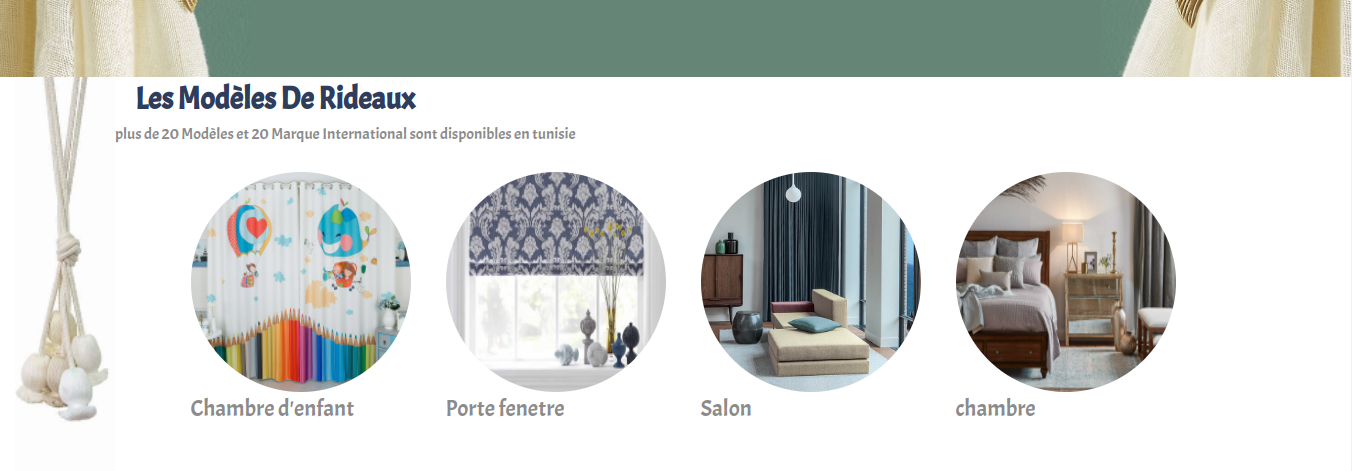 Les Modèles De Rideaux
plus de 20 Modèles et 20 Marque International sont disponibles en tunisie
Chambre d'enfant
Porte fenetre
Salon
chambre